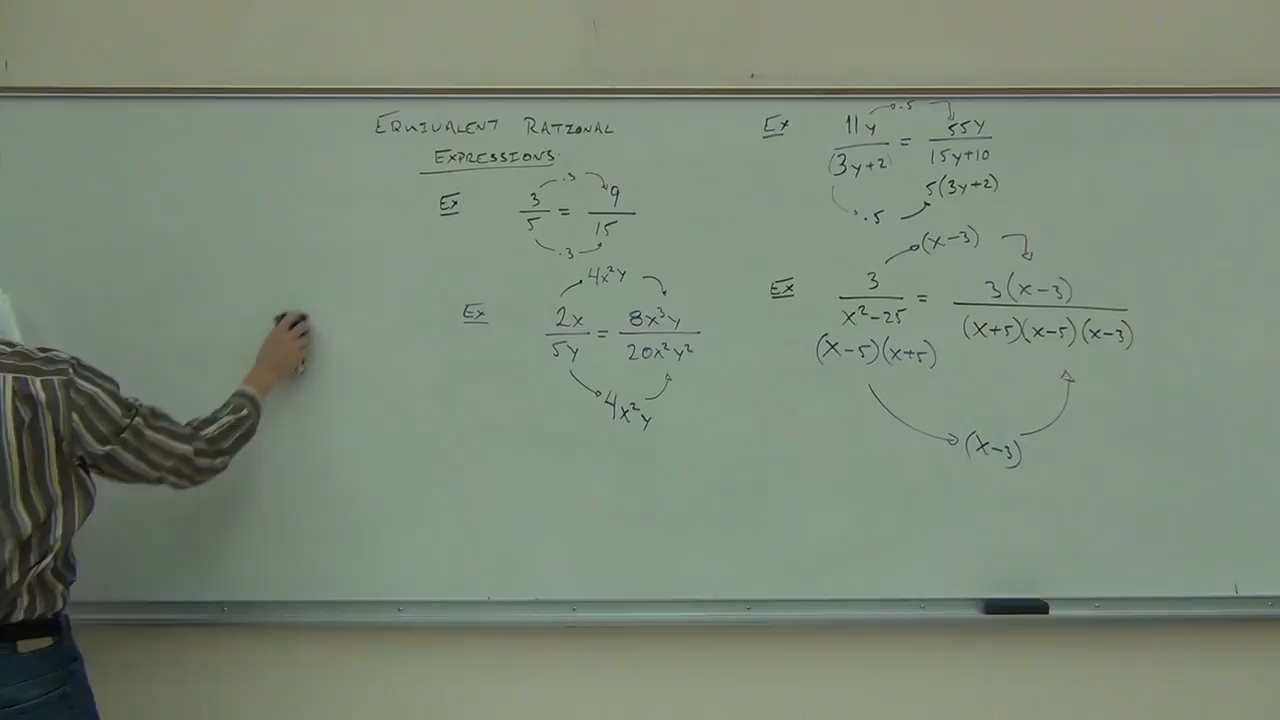 EQUIVALENT RATIONAL
EXPRESSIONS
·3
Ex 3/5 = 9/15
·3
4x²y
Ex 2x/5y = 8x³y/20x²y²
4x²y
·5
Ex 11y/(3y+2) = 55y/15y+10
5(3y+2)
·5
(x-3)
Ex 3/x²-25 = 3(x-3)/(x+5)(x-5)(x-3)
(x-5)(x+5)
(x-3)